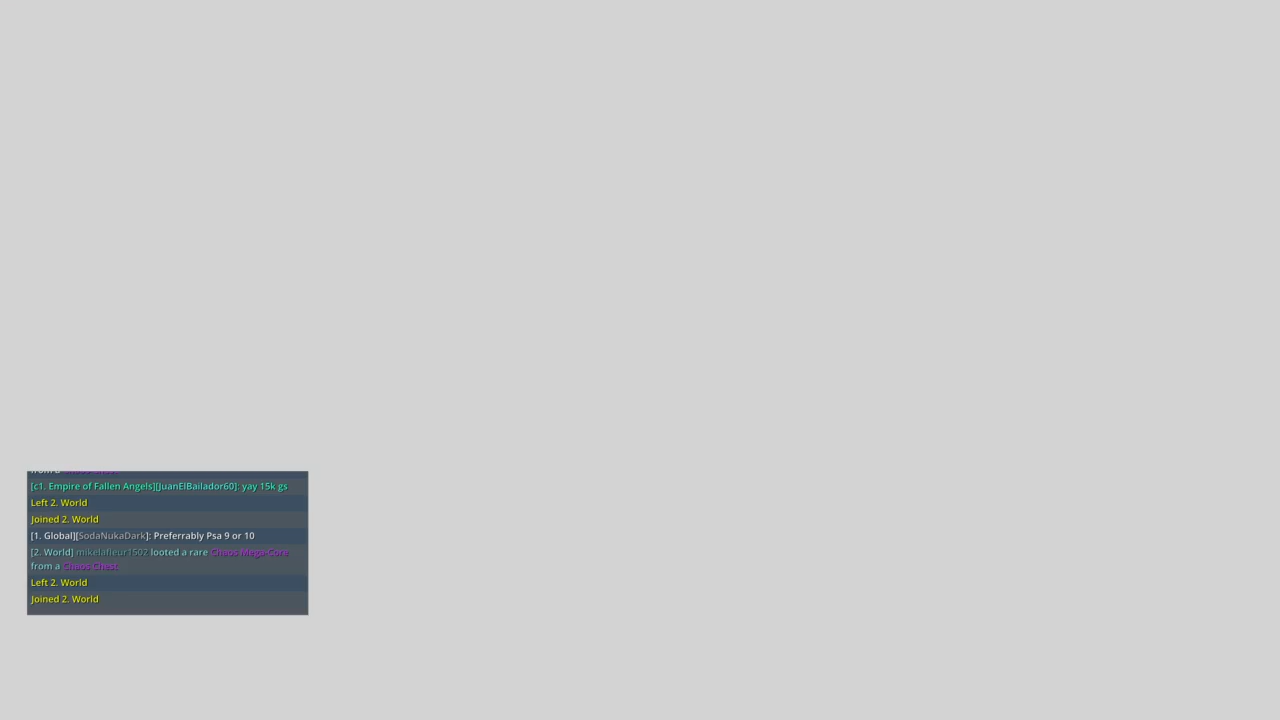 [c1. Empire of Fallen Angels][JuanElBailador60]: yay 15k gs
Left 2. World
Joined 2. World
[1. Global][SodaNukaDark]: Preferrably Psa 9 or 10
[2. World] mikelafleur1502 looted a rare Chaos Mega-Core
from a Chaos Chest
Left 2. World
Joined 2. World